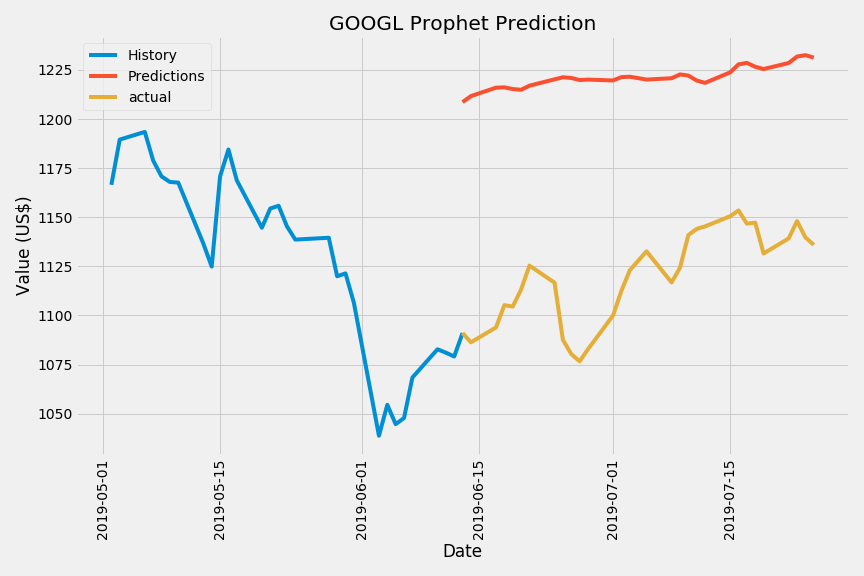 GOOGL Prophet Prediction
History
Predictions
actual
Value (US$)
1225
1200
1175
1150
1125
1100
1075
1050
2019-05-01
2019-05-15
2019-06-01
2019-06-15
2019-07-01
2019-07-15
Date